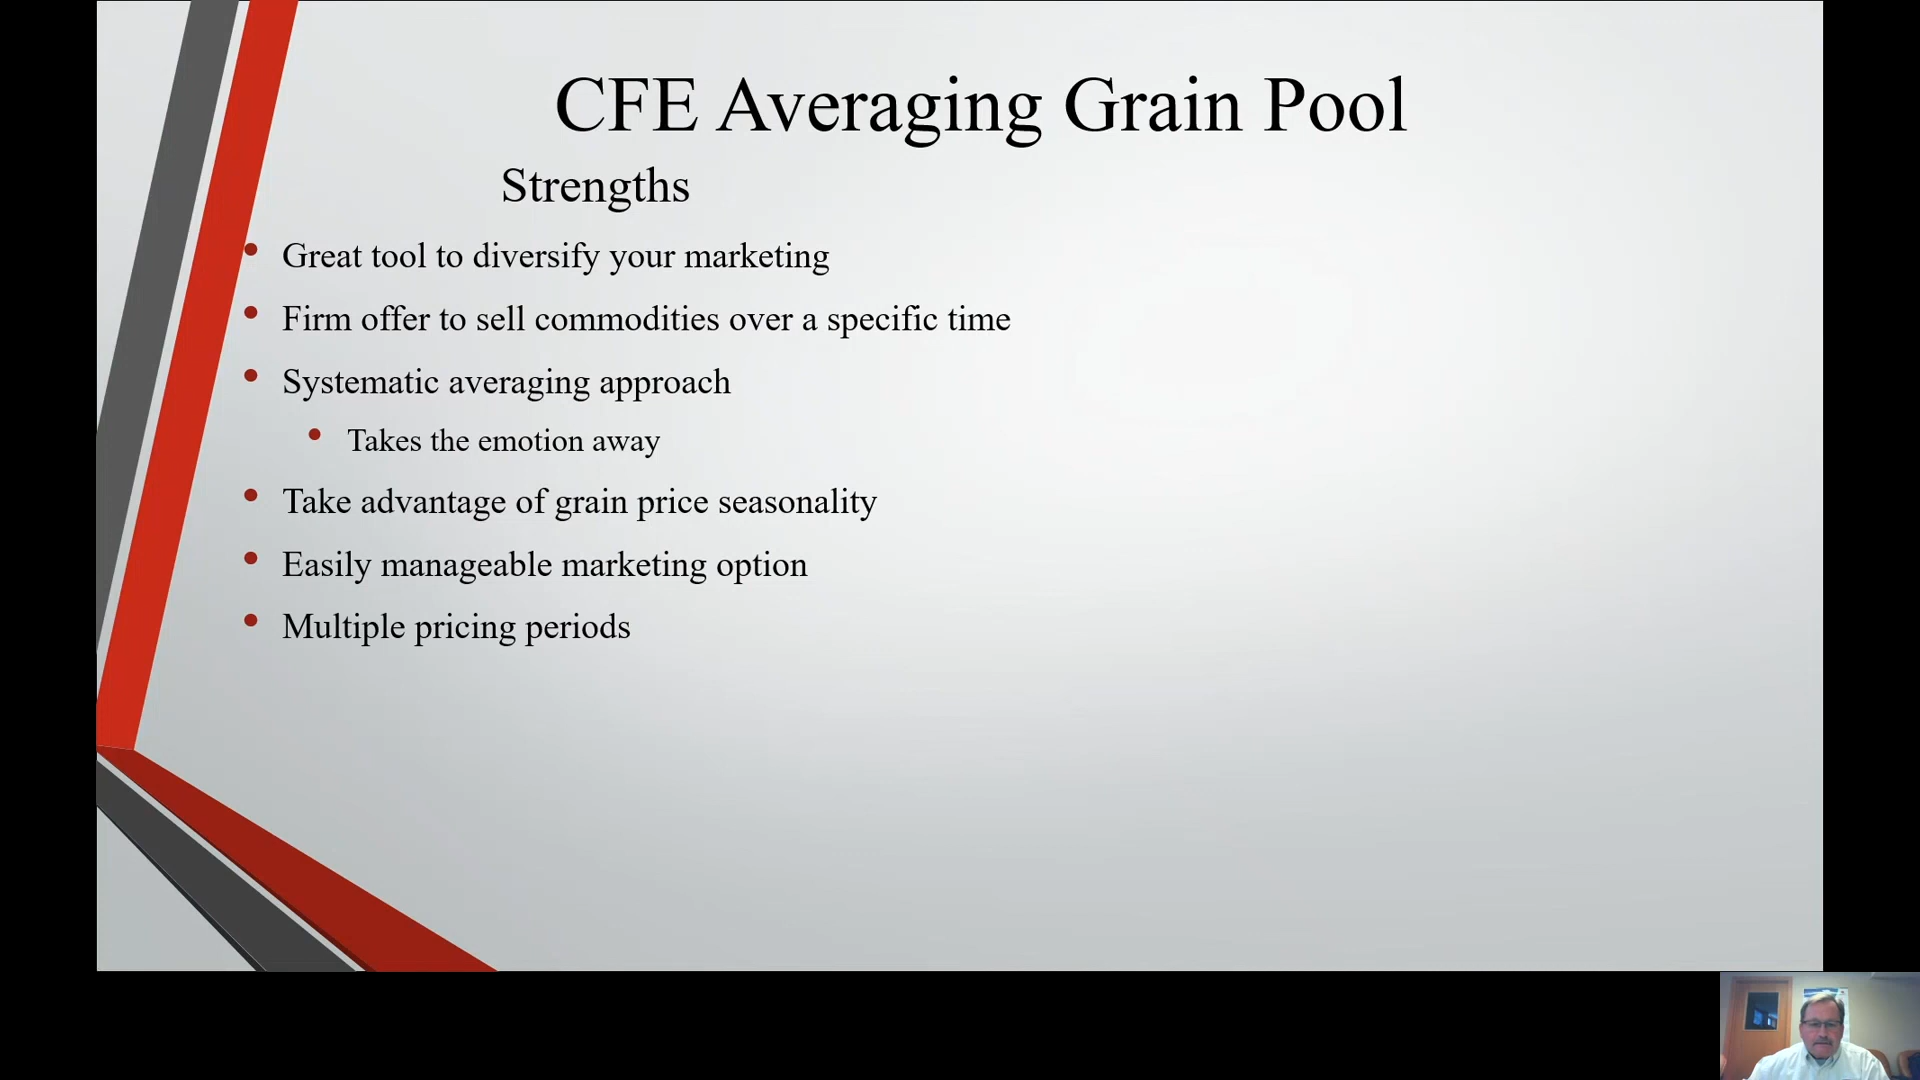 CFE Averaging Grain Pool
Strengths
Great tool to diversify your marketing
Firm offer to sell commodities over a specific time
Systematic averaging approach
Takes the emotion away
Take advantage of grain price seasonality
Easily manageable marketing option
Multiple pricing periods